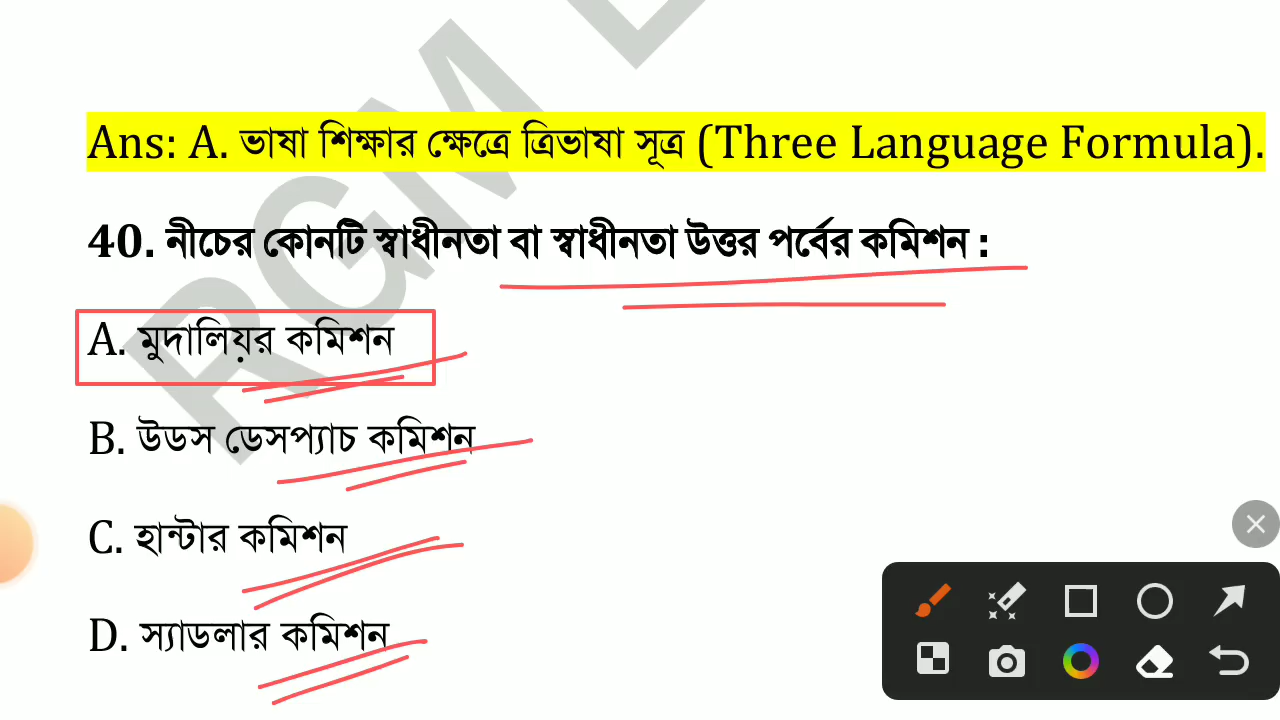 RGM E
Ans: A. ভাষা শিক্ষার ক্ষেত্রে ত্রিভাষা সূত্র (Three Language Formula).
40. নীচের কোনটি স্বাধীনতা বা স্বাধীনতা উত্তর পর্বের কমিশন :
A. মুদালিয়র কমিশন
B. উডস ডেসপ্যাচ কমিশন
C. হান্টার কমিশন
D. স্যাডলার কমিশন